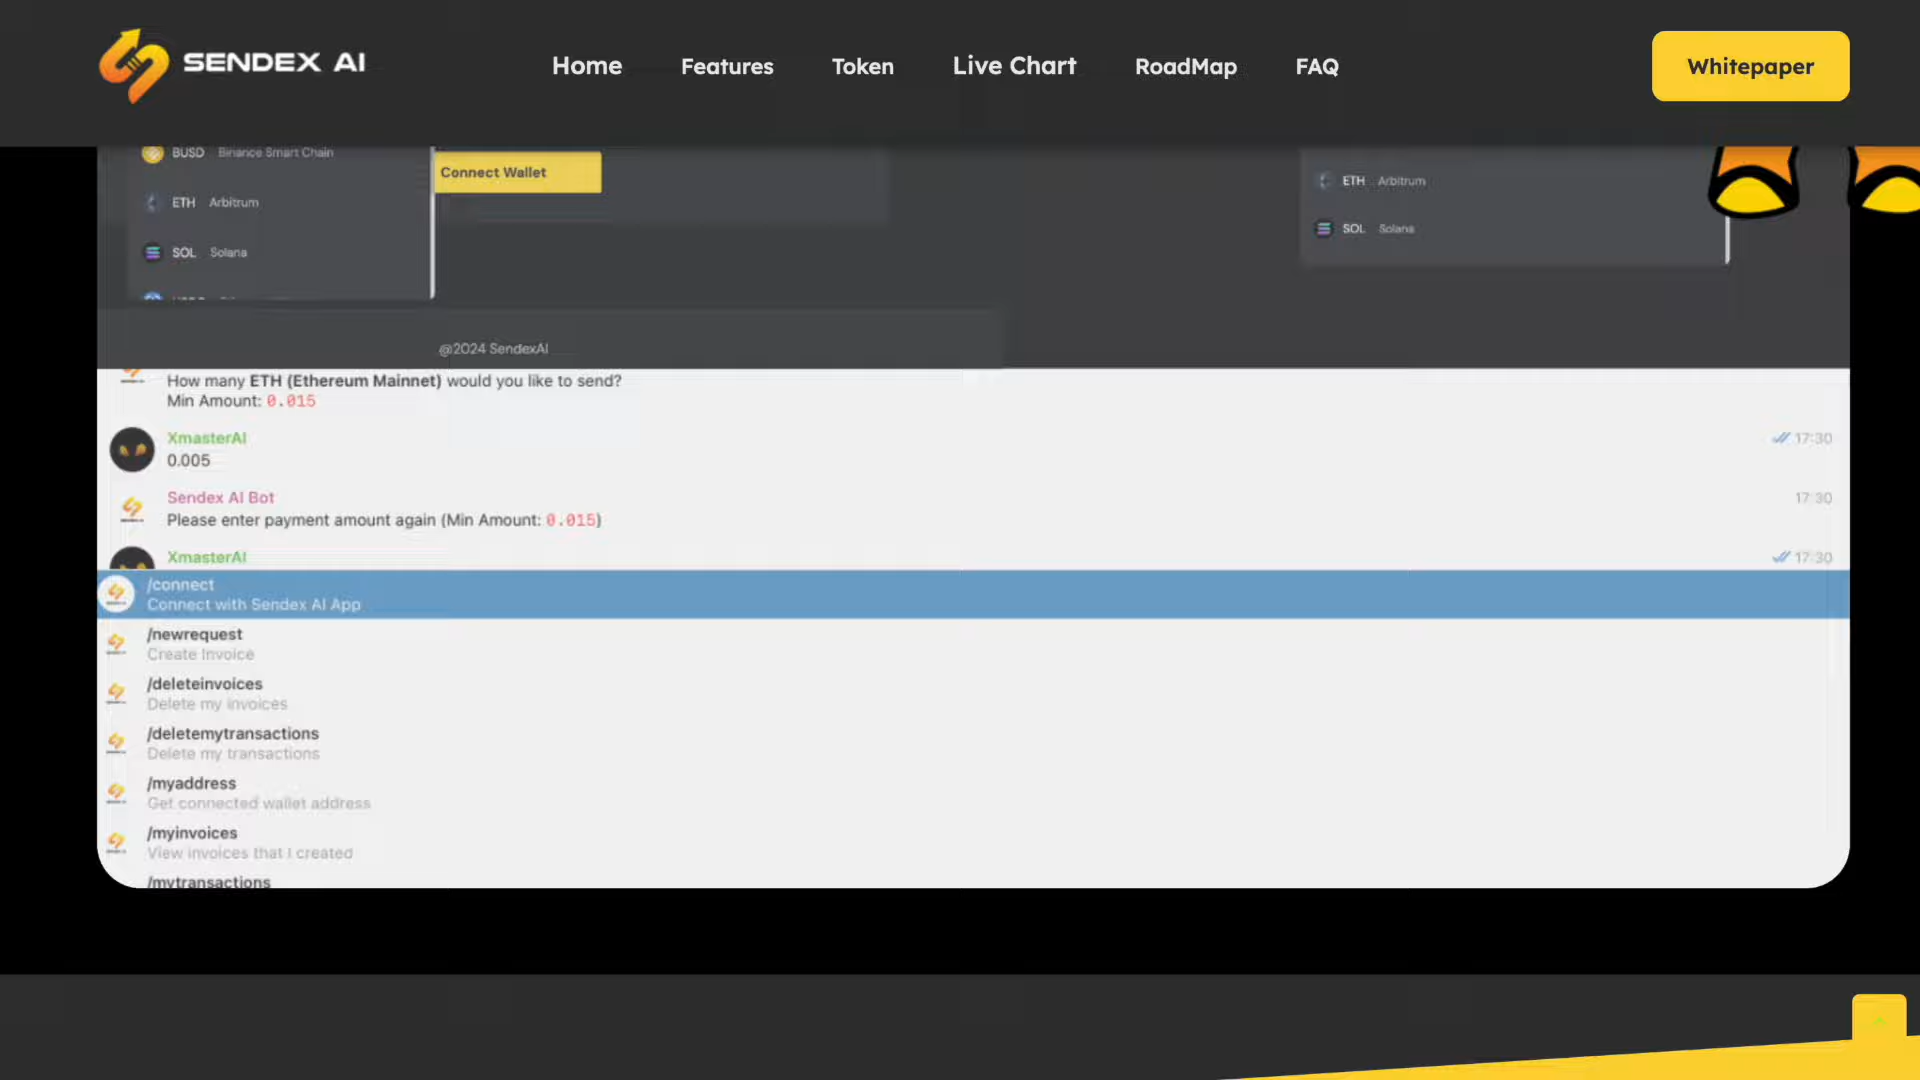 SENDEX AI
Home
Features
Token
Live Chart
RoadMap
FAQ
Whitepaper
BUSD Binance Smart Chain
Connect Wallet
ETH Arbitrum
SOL Solana
ETH Arbitrum
SOL Solana
@2024 SendexAI
How many ETH (Ethereum Mainnet) would you like to send?
Min Amount: 0.015
XmasterAI
17:30
0.005
Sendex AI Bot
17:30
Please enter payment amount again (Min Amount: 0.015)
XmasterAI
17:30
/connect
Connect with Sendex AI App
/newrequest
Create Invoice
/deleteinvoices
Delete my invoices
/deletemytransactions
Delete my transactions
/myaddress
Get connected wallet address
/myinvoices
View invoices that I created
/mytransactions